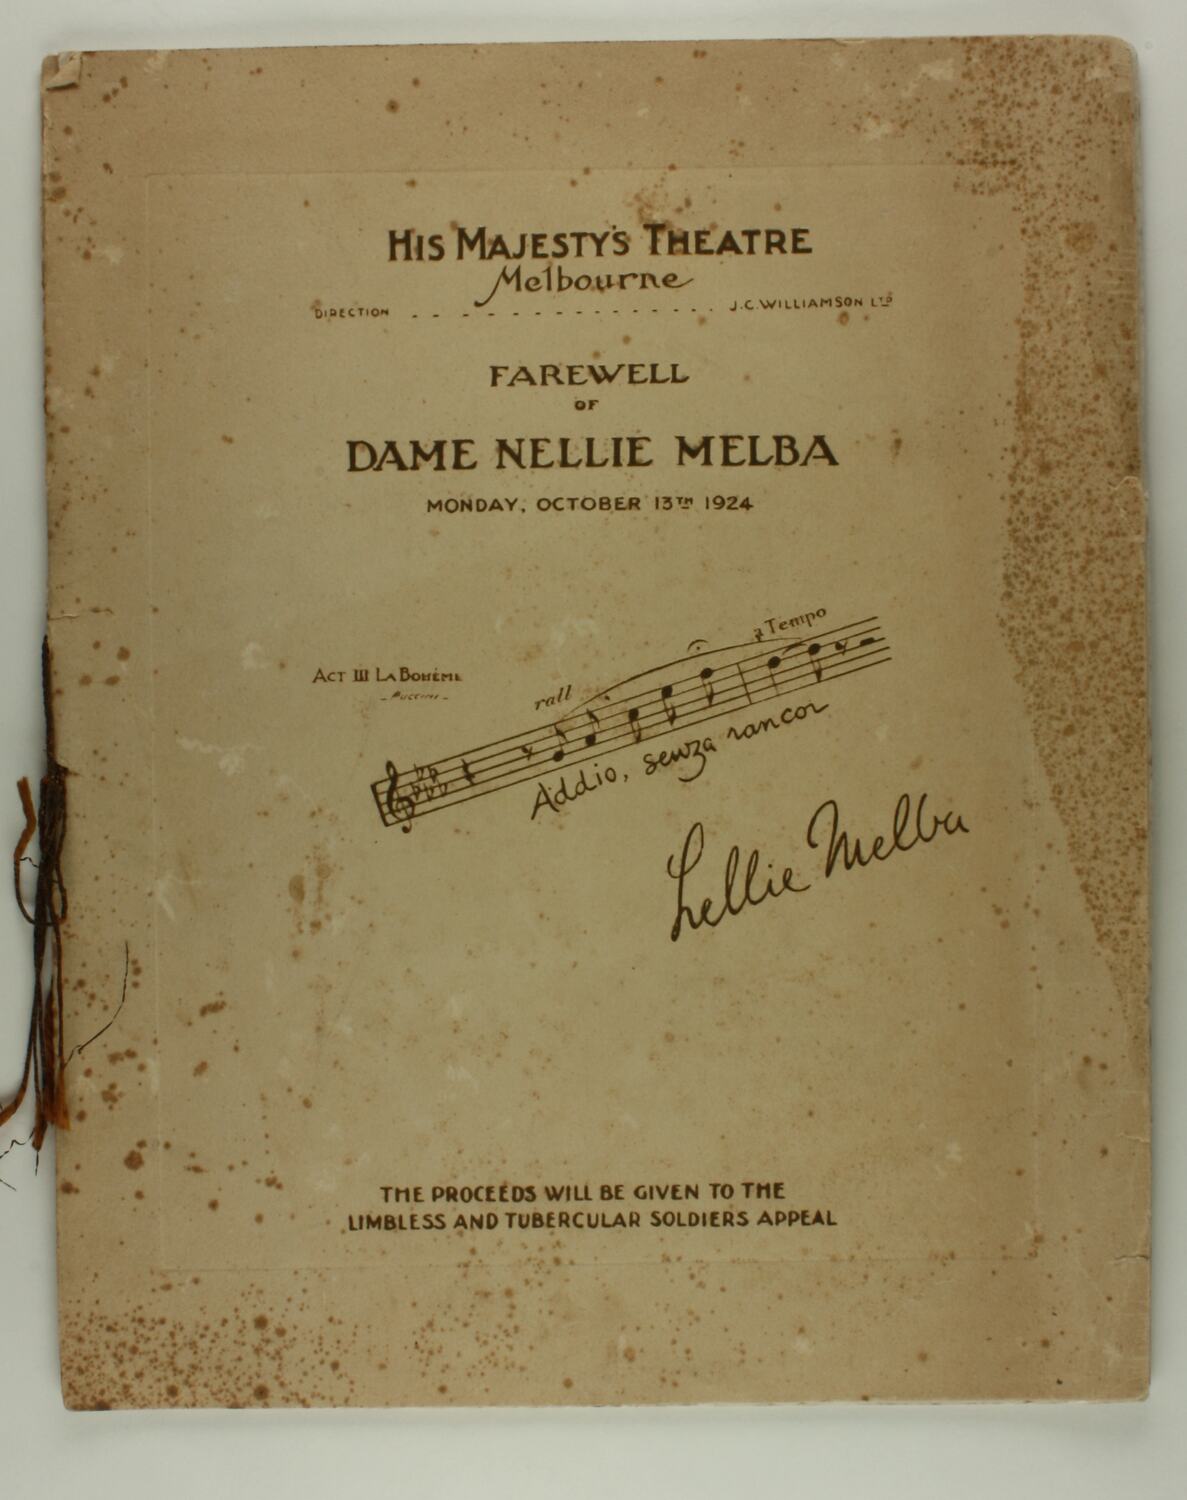 HIS MAJESTY'S THEATRE
Melbourne
DIRECTION . . . . . . . . . . . . . . . J.C. WILLIAMSON LTD
FAREWELL
OF
DAME NELLIE MELBA
MONDAY, OCTOBER 13TH 1924
ACT III LA BOHÈME
- PUCCINI -
rall
a Tempo
Addio, senza rancor
Nellie Melba
THE PROCEEDS WILL BE GIVEN TO THE
LIMBLESS AND TUBERCULAR SOLDIERS APPEAL